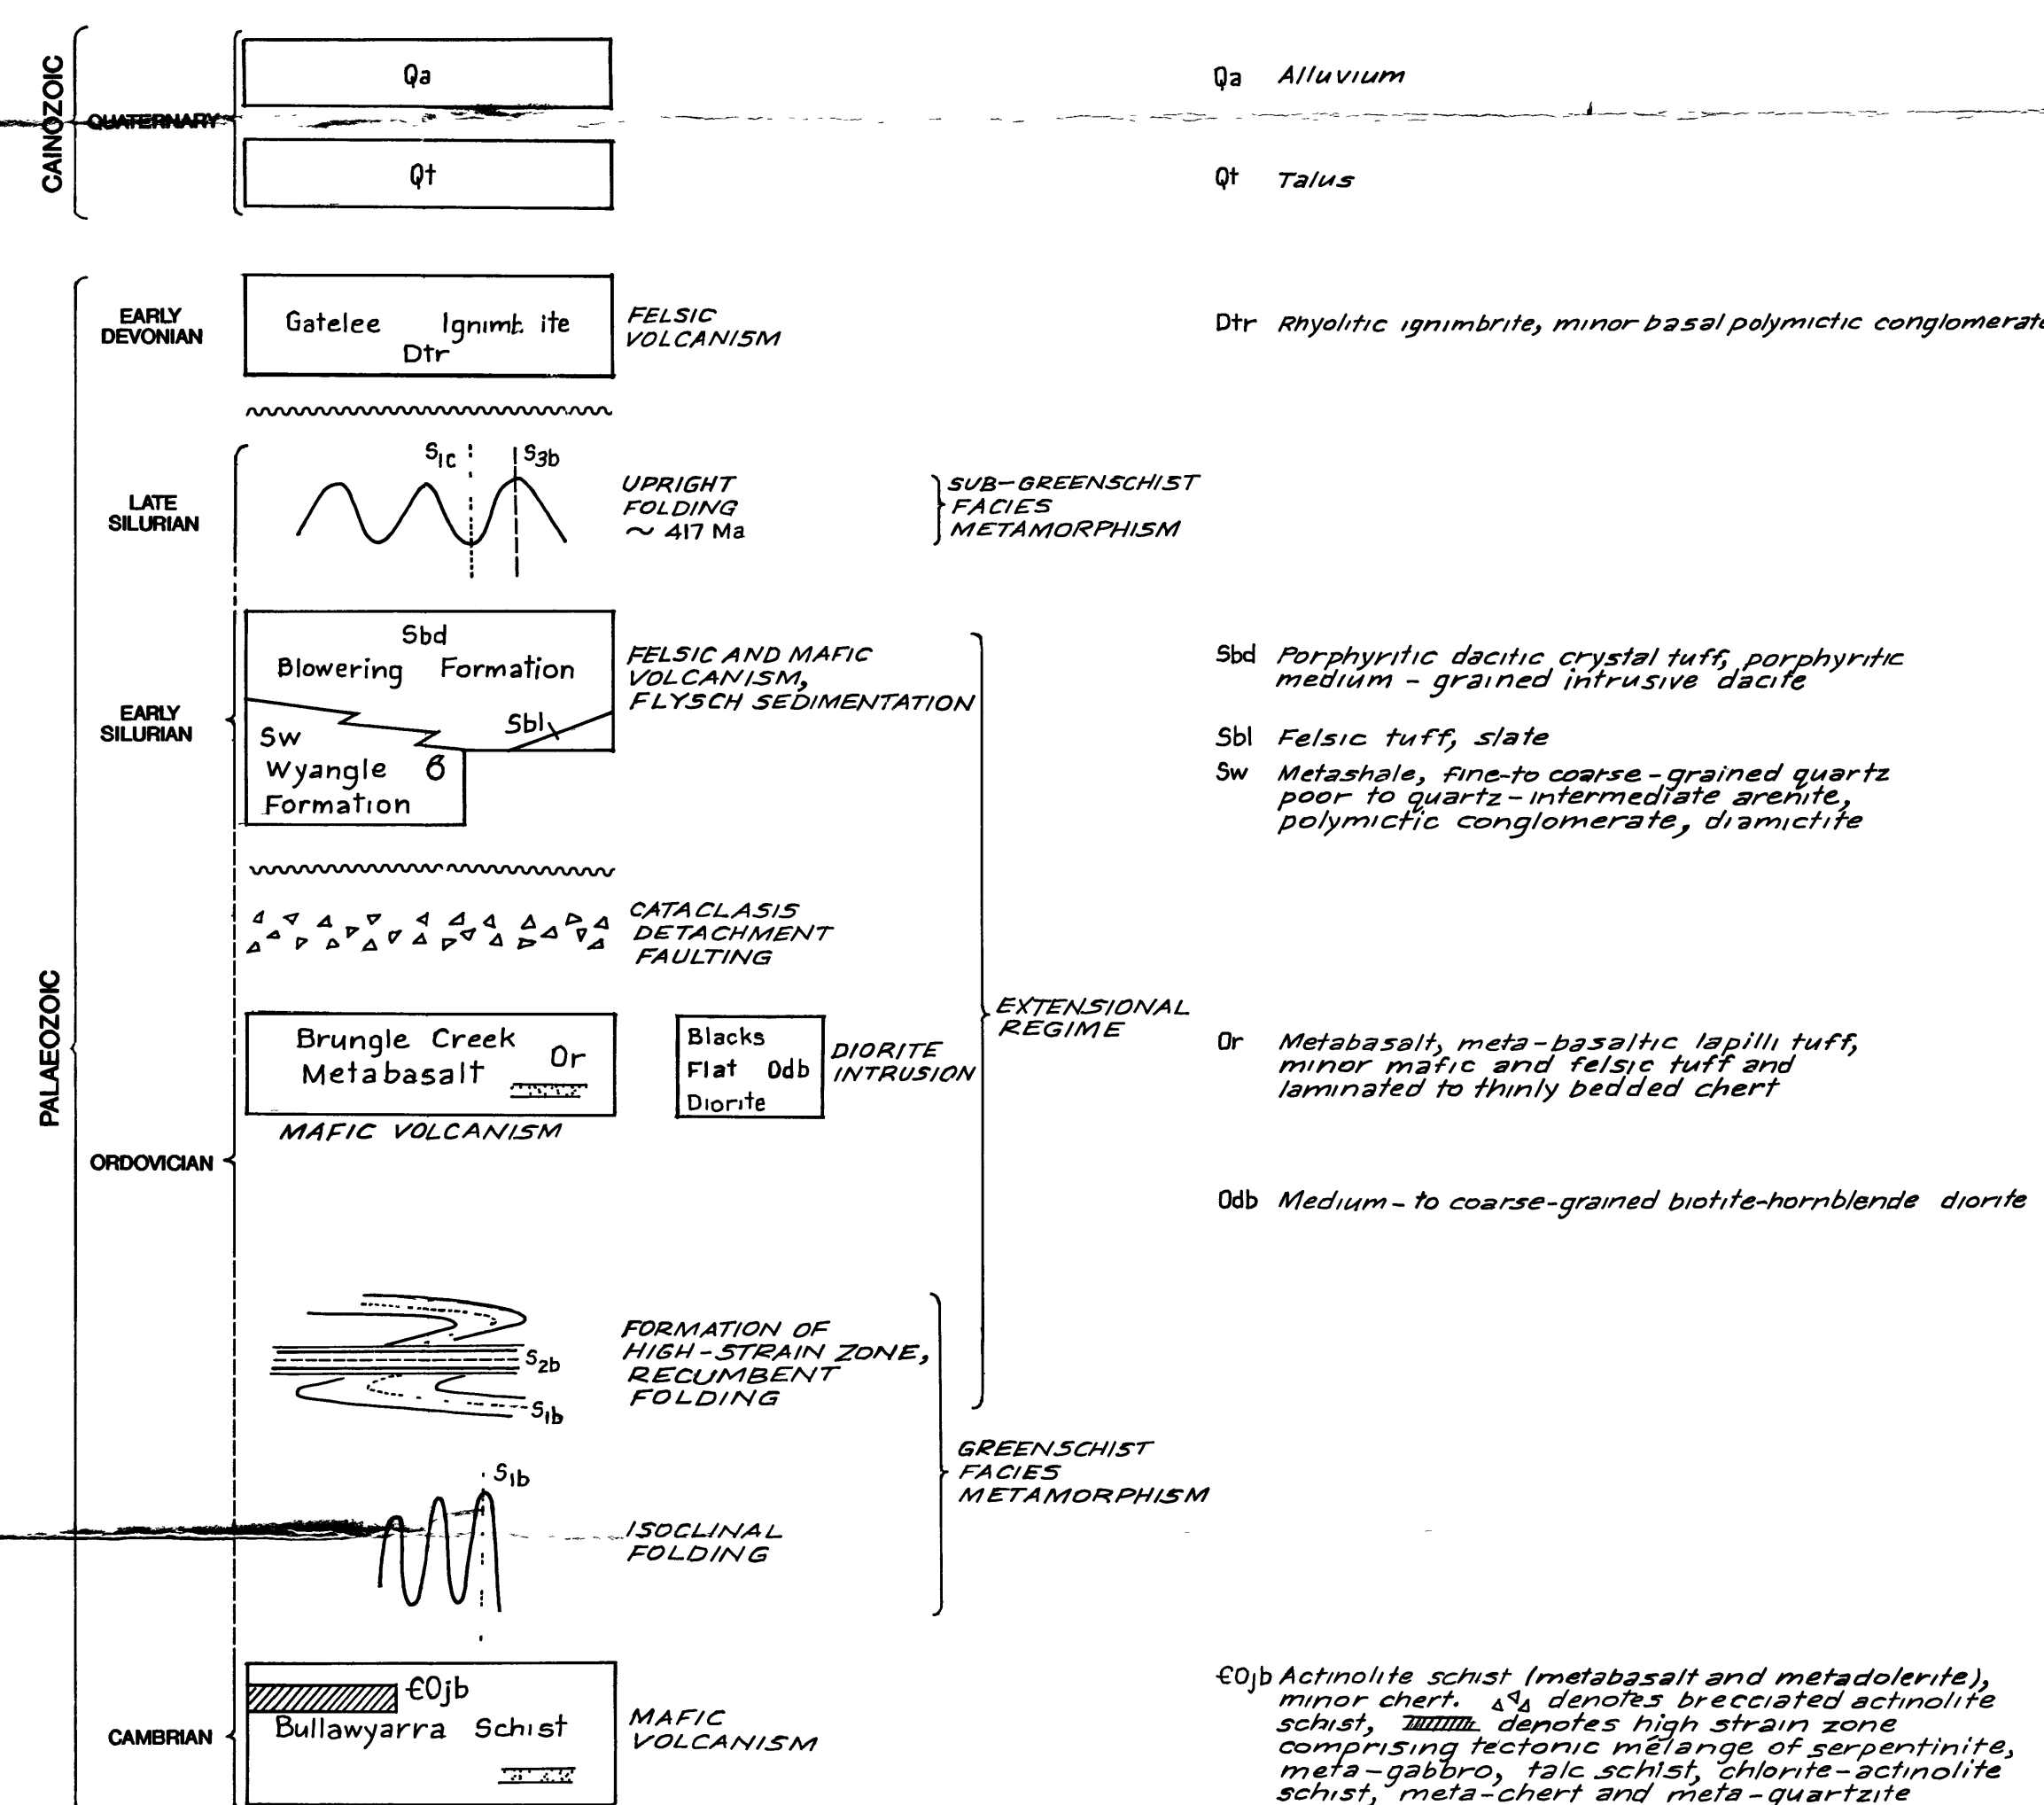 CAINOZOIC
QUATERNARY
Qa
Qa Alluvium
Qt
Qt Talus
PALAEOZOIC
EARLY
DEVONIAN
Gatelee
Dtr
FELSIC
VOLCANISM
Dtr Rhyolitic ignimbrite, minor basal polymictic conglomerate
LATE
SILURIAN
S1c
S3b
UPRIGHT
FOLDING
~ 417 Ma
SUB-GREENSCHIST
FACIES
METAMORPHISM
EARLY
SILURIAN
Sbd
Blowering Formation
Sbl
Sw
Wyangle 6
Formation
FELSIC AND MAFIC
VOLCANISM,
FLYSCH SEDIMENTATION
Sbd Porphyritic dacitic crystal tuff, porphyritic
medium-grained intrusive dacite
Sbl Felsic tuff, slate
Sw Metashale, fine-to coarse-grained quartz
poor to quartz-intermediate arenite,
polymictic conglomerate, diamictite
CATACLASIS
DETACHMENT
FAULTING
EXTENSIONAL
REGIME
ORDOVICIAN
Brungle Creek
Metabasalt Or
MAFIC VOLCANISM
Blacks
Flat Odb
Diorite
DIORITE
INTRUSION
Or Metabasalt, meta-basaltic lapilli tuff,
minor mafic and felsic tuff and
laminated to thinly bedded chert
Odb Medium-to coarse-grained biotite-hornblende diorite
S2b
S1b
FORMATION OF
HIGH-STRAIN ZONE,
RECUMBENT
FOLDING
GREENSCHIST
FACIES
METAMORPHISM
S1b
ISOCLINAL
FOLDING
CAMBRIAN
€Ojb
Bullawyarra Schist
MAFIC
VOLCANISM
€Ojb Actinolite schist (metabasalt and metadolerite),
minor chert. denotes brecciated actinolite
schist, denotes high strain zone
comprising tectonic mélange of serpentinite,
meta-gabbro, talc schist, chlorite-actinolite
schist, meta-chert and meta-quartzite